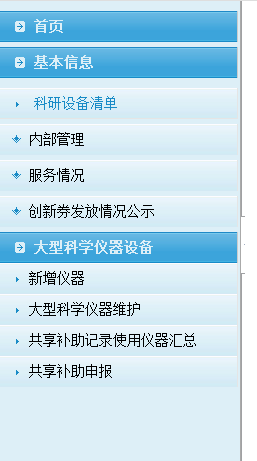 首页
基本信息
科研设备清单
内部管理
服务情况
创新券发放情况公示
大型科学仪器设备
新增仪器
大型科学仪器维护
共享补助记录使用仪器汇总
共享补助申报